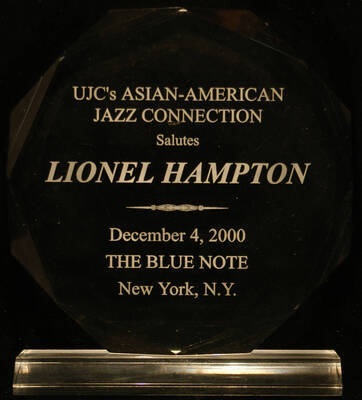 UJC's ASIAN-AMERICAN
JAZZ CONNECTION
Salutes
LIONEL HAMPTON
December 4, 2000
THE BLUE NOTE
New York, N.Y.